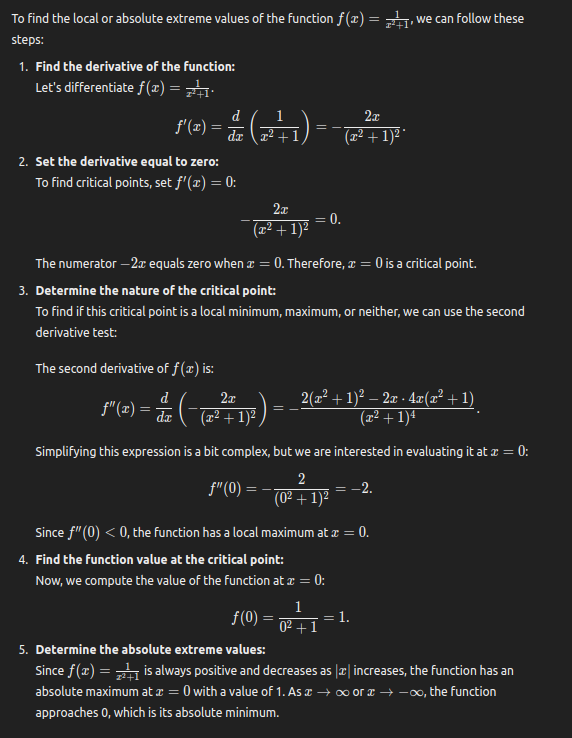 To find the local or absolute extreme values of the function f(x) = 1/(x²+1), we can follow these
steps:
1. Find the derivative of the function:
Let's differentiate f(x) = 1/(x²+1).
f′(x) = d/dx (1/(x² + 1)) = −2x/(x² + 1)².
2. Set the derivative equal to zero:
To find critical points, set f′(x) = 0:
−2x/(x² + 1)² = 0.
The numerator −2x equals zero when x = 0. Therefore, x = 0 is a critical point.
3. Determine the nature of the critical point:
To find if this critical point is a local minimum, maximum, or neither, we can use the second
derivative test:
The second derivative of f(x) is:
f″(x) = d/dx (−2x/(x² + 1)²) = −(2(x² + 1)² − 2x · 4x(x² + 1))/(x² + 1)⁴.
Simplifying this expression is a bit complex, but we are interested in evaluating it at x = 0:
f″(0) = −2/(0² + 1)² = −2.
Since f″(0) < 0, the function has a local maximum at x = 0.
4. Find the function value at the critical point:
Now, we compute the value of the function at x = 0:
f(0) = 1/(0² + 1) = 1.
5. Determine the absolute extreme values:
Since f(x) = 1/(x²+1) is always positive and decreases as |x| increases, the function has an
absolute maximum at x = 0 with a value of 1. As x → ∞ or x → −∞, the function
approaches 0, which is its absolute minimum.